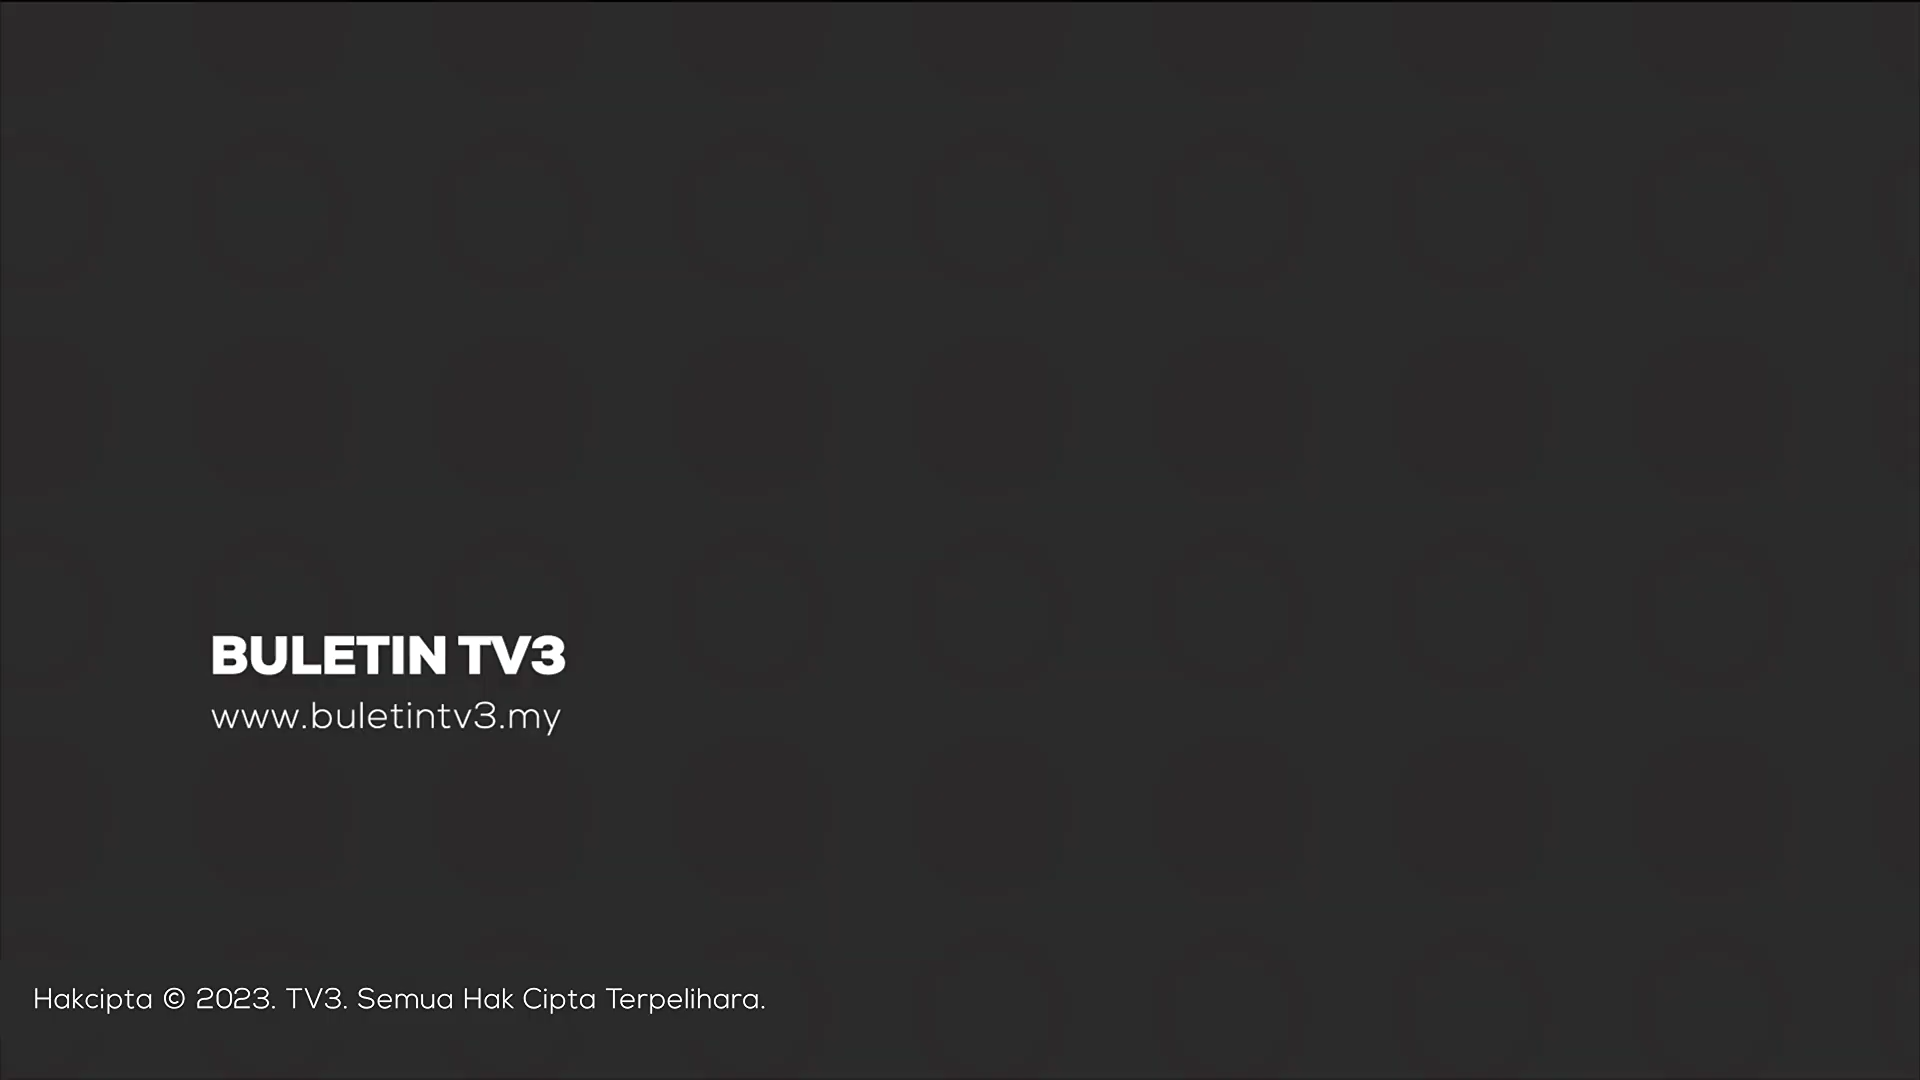 BULETIN TV3
www.buletintv3.my
Hakcipta © 2023. TV3. Semua Hak Cipta Terpelihara.